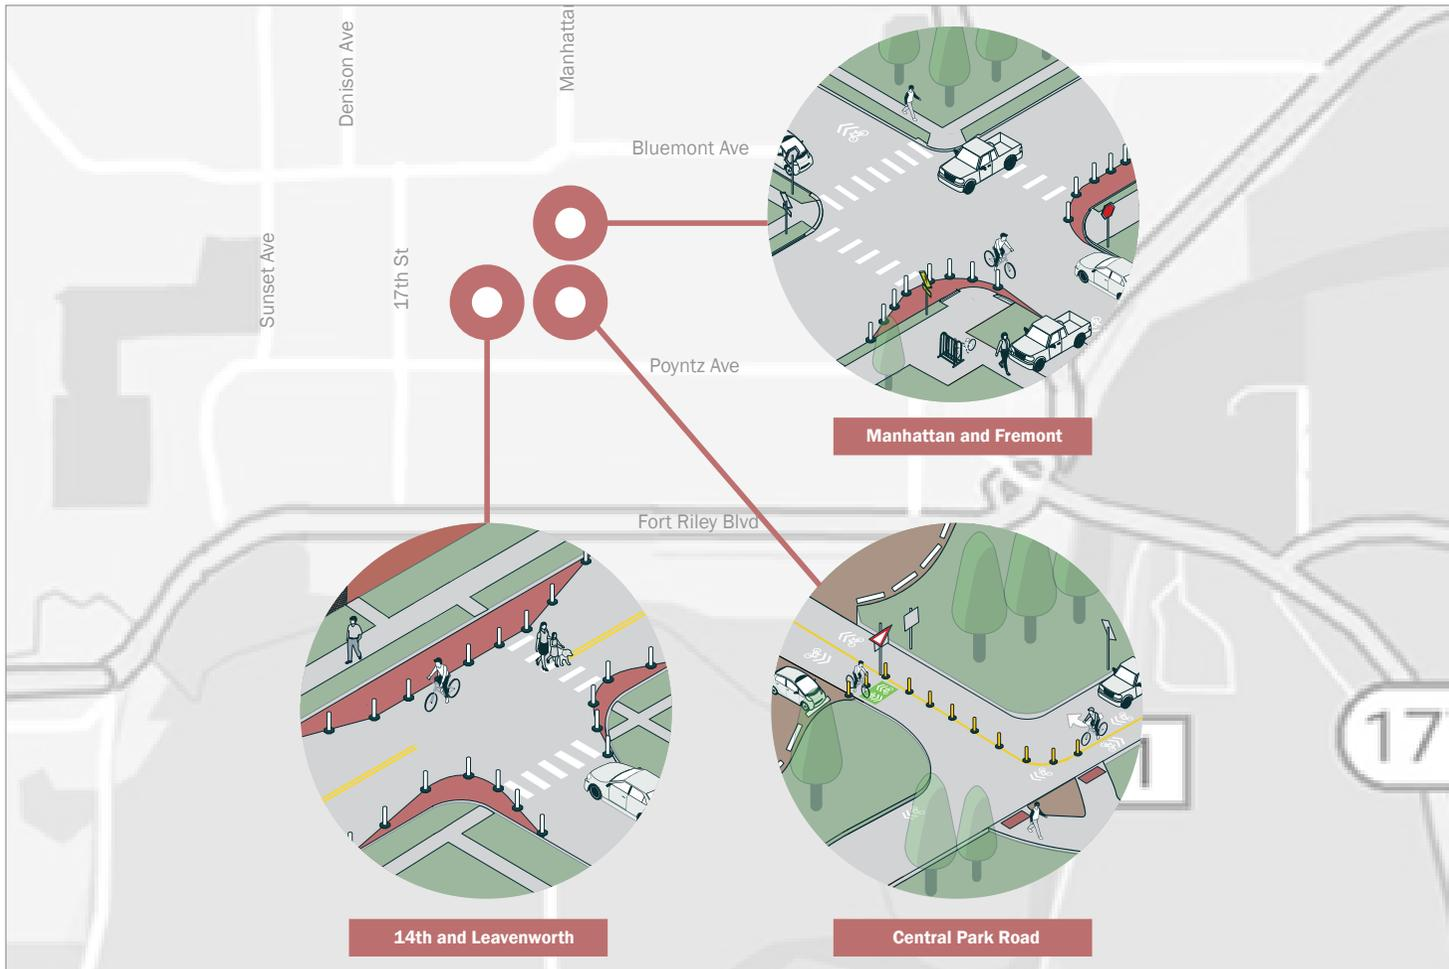 Denison Ave
Manhatta
Bluemont Ave
Sunset Ave
17th St
Poyntz Ave
Manhattan and Fremont
Fort Riley Blvd
17
1
14th and Leavenworth
Central Park Road